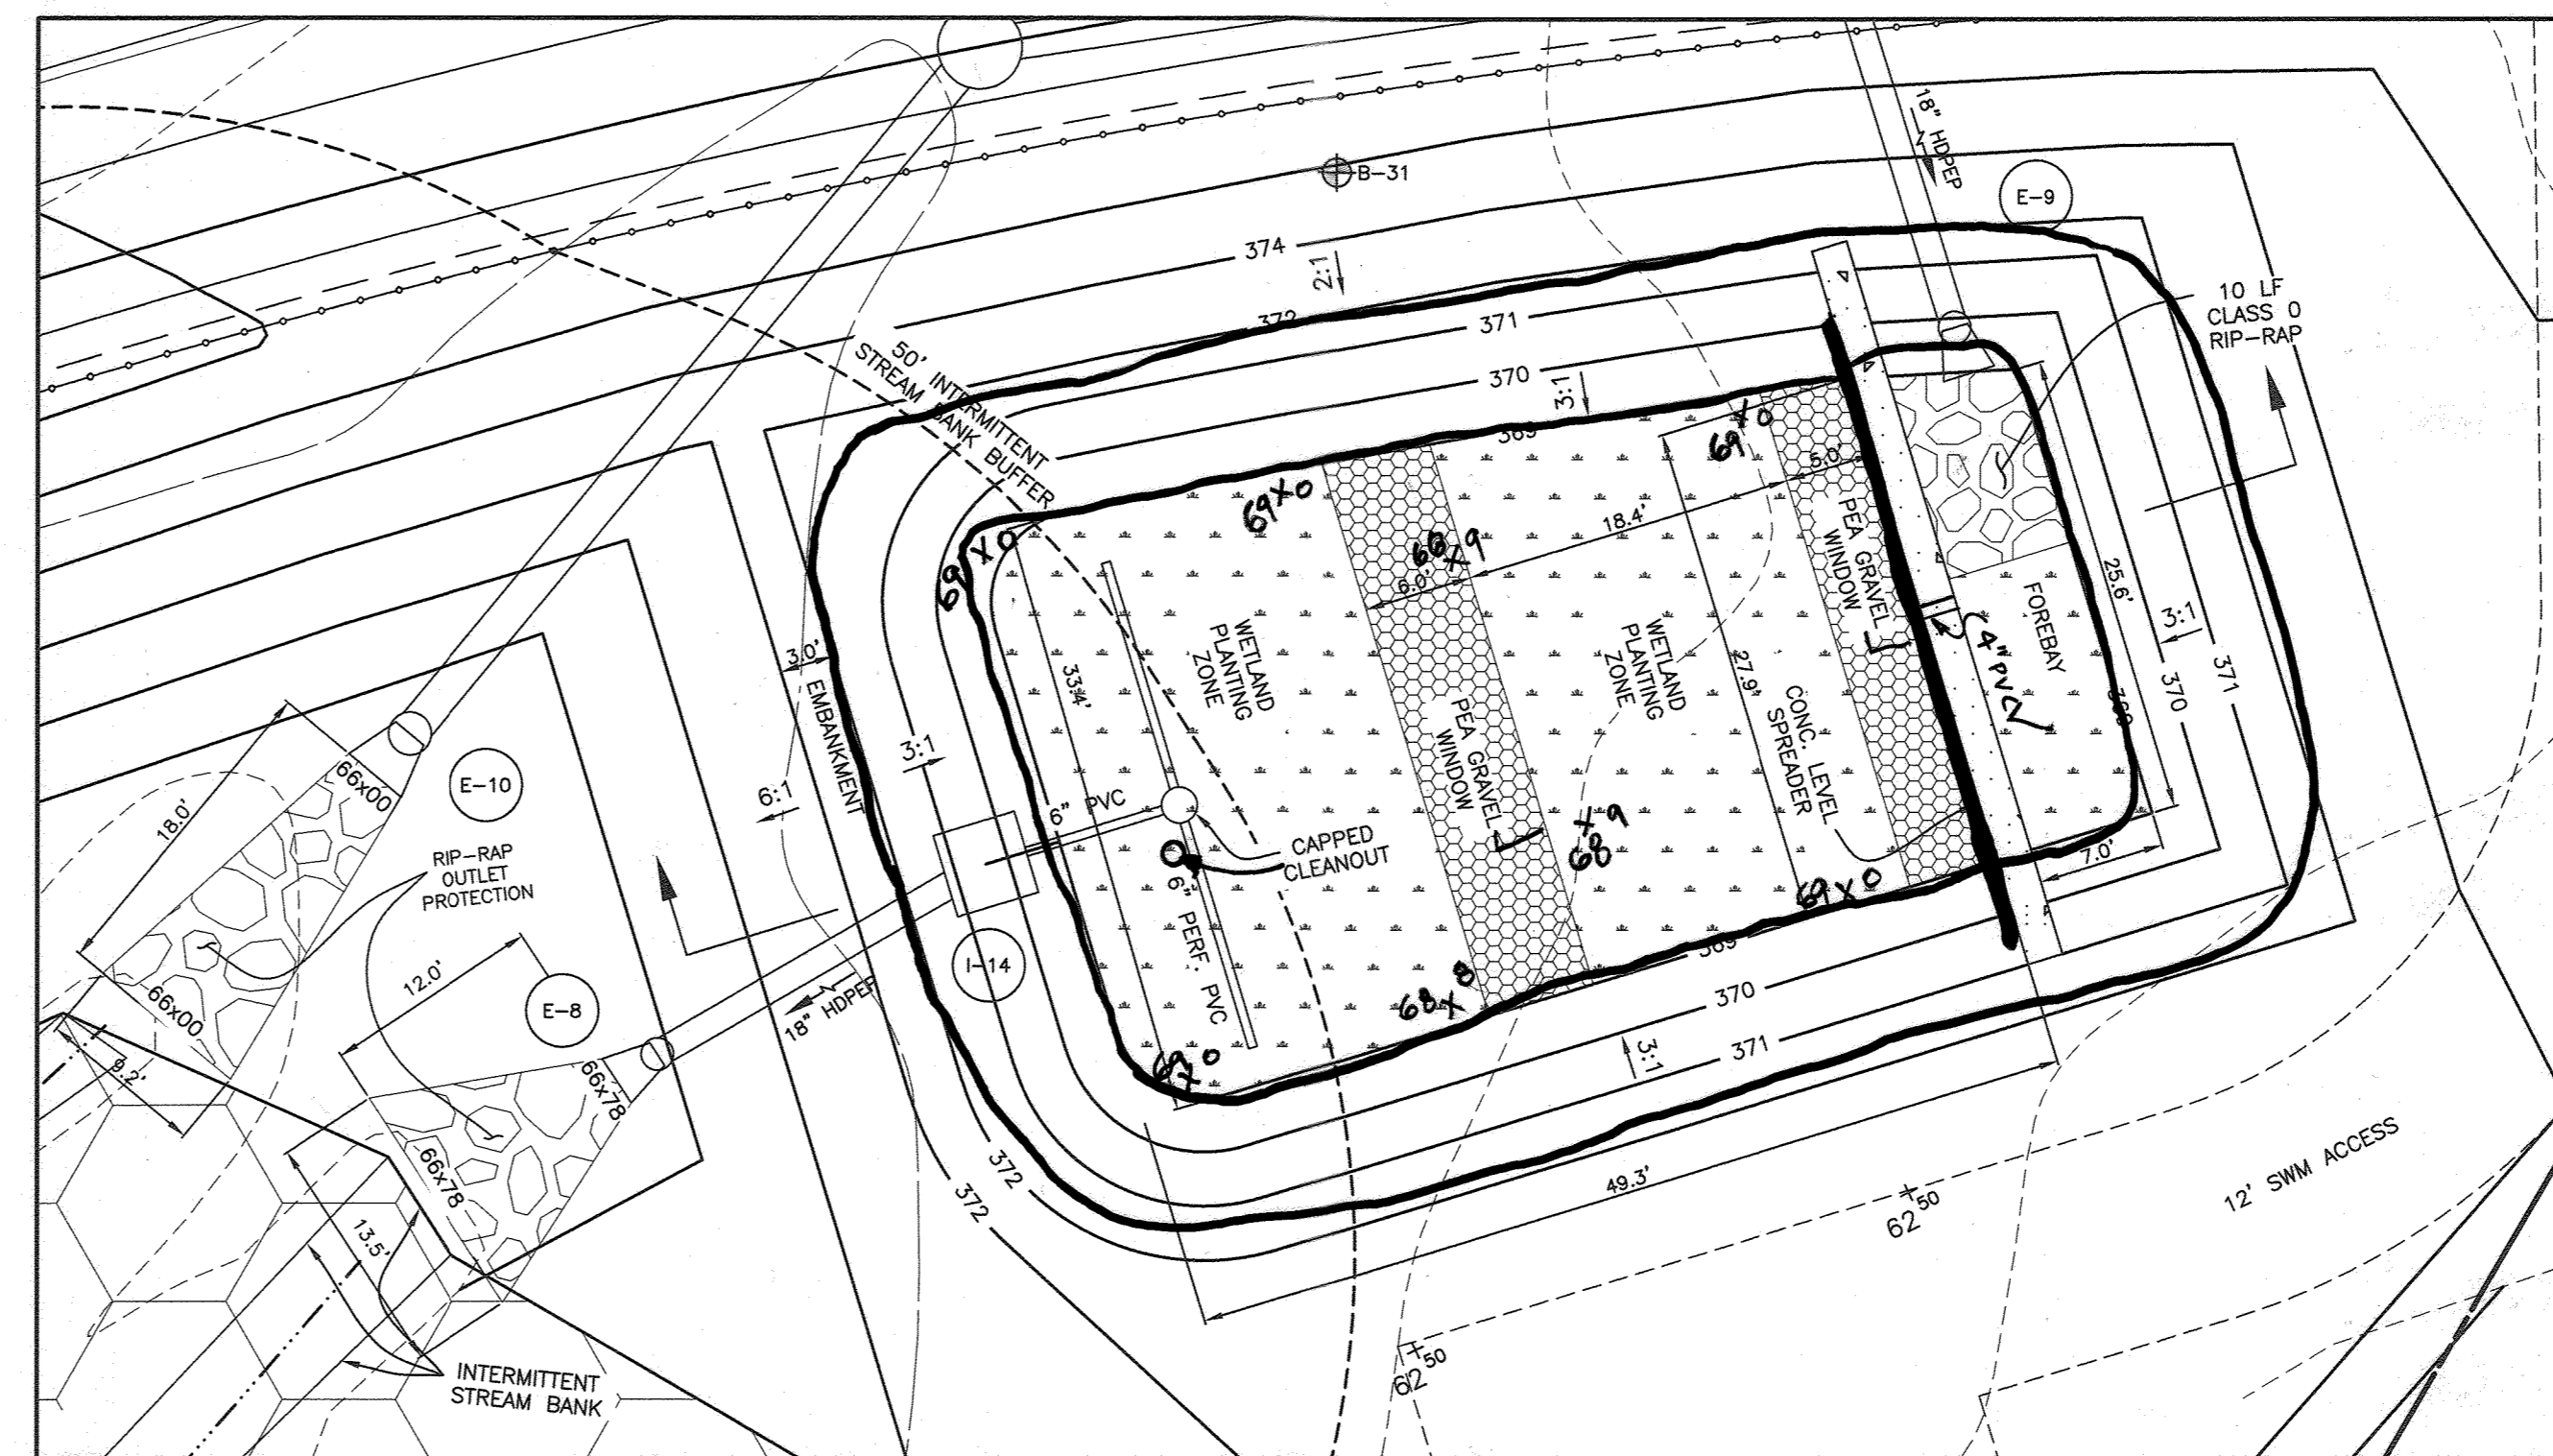 18" HDPEP
B-31
E-9
374
2:1
10 LF
CLASS 0
RIP-RAP
372
371
50' INTERMITTENT
STREAM BANK BUFFER
370
3:1
369
69x0
5.0'
69x0
18.4'
69x0
68x9
6.0'
PEA GRAVEL
WINDOW
25.6'
FOREBAY
3:1
4" PVC
WETLAND
PLANTING
ZONE
WETLAND
PLANTING
ZONE
27.9'
371
370
369
3.0'
EMBANKMENT
33.4'
PEA GRAVEL
WINDOW
CONC. LEVEL
SPREADER
3:1
66x00
E-10
18.0'
6:1
6" PVC
CAPPED
CLEANOUT
68x9
7.0'
RIP-RAP
OUTLET
PROTECTION
69x0
6" PERF. PVC
369
I-14
12.0'
66x00
E-8
18" HDPEP
68x8
370
371
3:1
69x0
9.2'
66x78
66x78
372
372
49.3'
12' SWM ACCESS
62 50
13.5'
62 50
INTERMITTENT
STREAM BANK